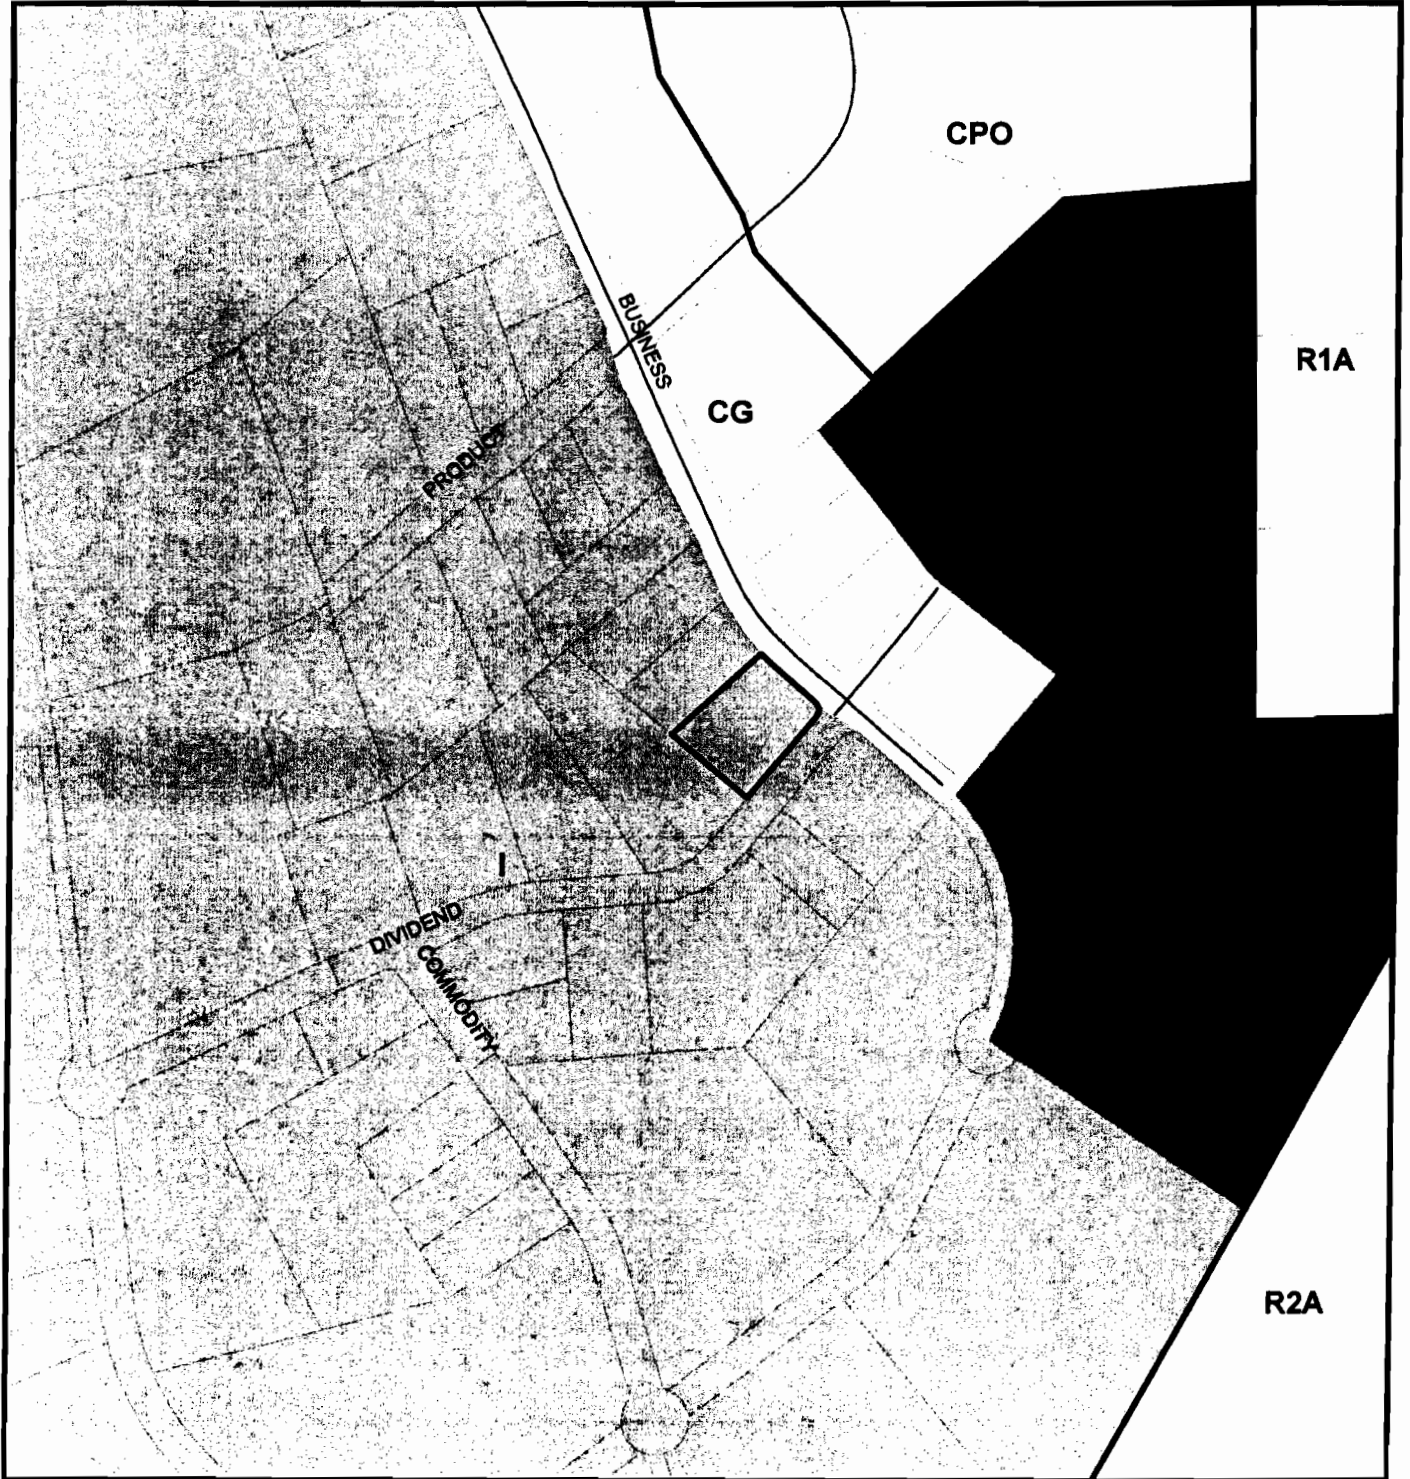 CPO
BUSINESS
R1A
CG
PRODUCT
I
DIVIDEND
COMMODITY
R2A